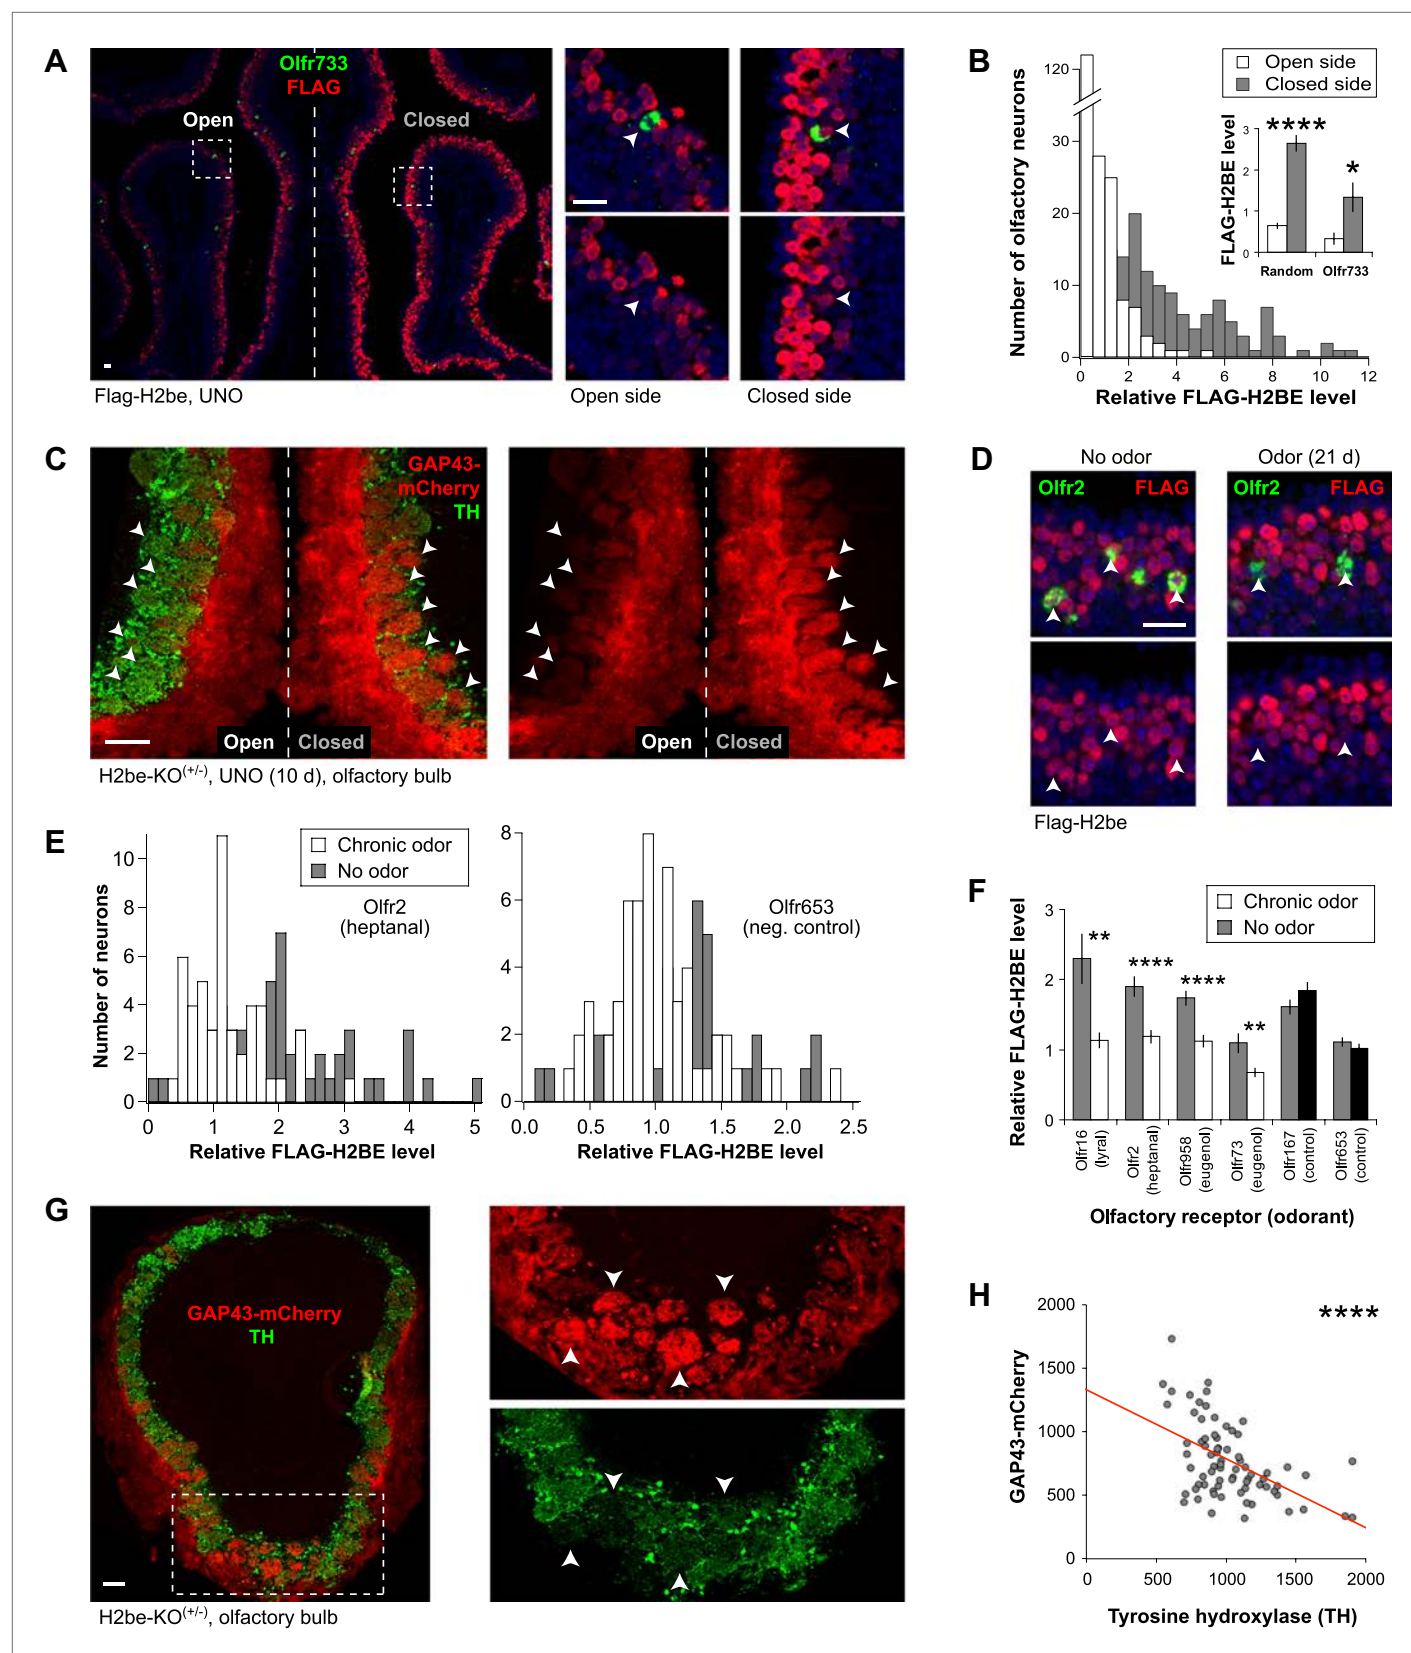 A
Olfr733
FLAG
Open
Closed
Flag-H2be, UNO
Open side
Closed side
B
Number of olfactory neurons
120
30
20
10
0
0 2 4 6 8 10 12
Relative FLAG-H2BE level
Open side
Closed side
FLAG-H2BE level
3
2
1
0
****
*
Random
Olfr733
C
GAP43-
mCherry
TH
Open
Closed
Open
Closed
H2be-KO(+/-), UNO (10 d), olfactory bulb
D
No odor
Odor (21 d)
Olfr2
FLAG
Olfr2
FLAG
Flag-H2be
E
Number of neurons
10
8
6
4
2
0
0 1 2 3 4 5
Relative FLAG-H2BE level
Chronic odor
No odor
Olfr2
(heptanal)
8
6
4
2
0
0.0 0.5 1.0 1.5 2.0 2.5
Relative FLAG-H2BE level
Olfr653
(neg. control)
F
Relative FLAG-H2BE level
3
2
1
0
Chronic odor
No odor
**
****
****
**
Olfr16
(lyral)
Olfr2
(heptanal)
Olfr958
(eugenol)
Olfr73
(eugenol)
Olfr167
(control)
Olfr653
(control)
Olfactory receptor (odorant)
G
GAP43-mCherry
TH
H2be-KO(+/-), olfactory bulb
H
GAP43-mCherry
2000
1500
1000
500
0
****
0 500 1000 1500 2000
Tyrosine hydroxylase (TH)